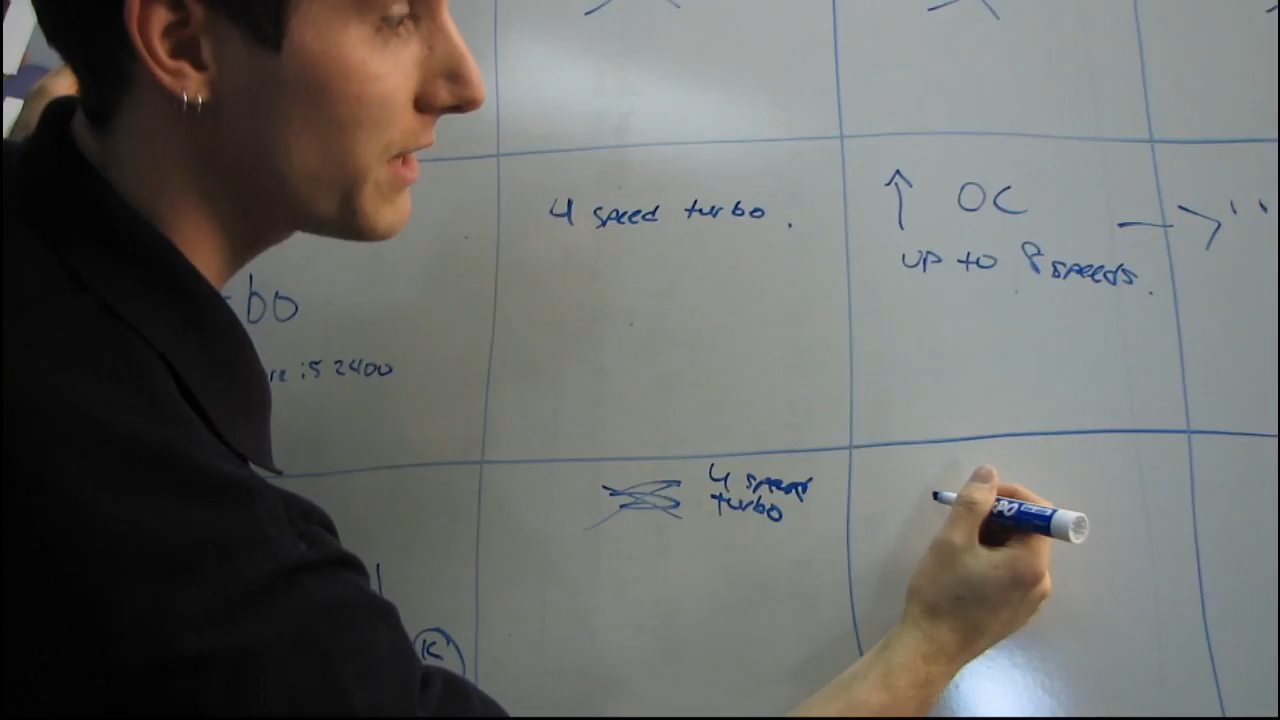 4 speed turbo .
↑ OC
up to 8 speeds.
→ ''
bo
re i5 2400
4 speed
turbo
K